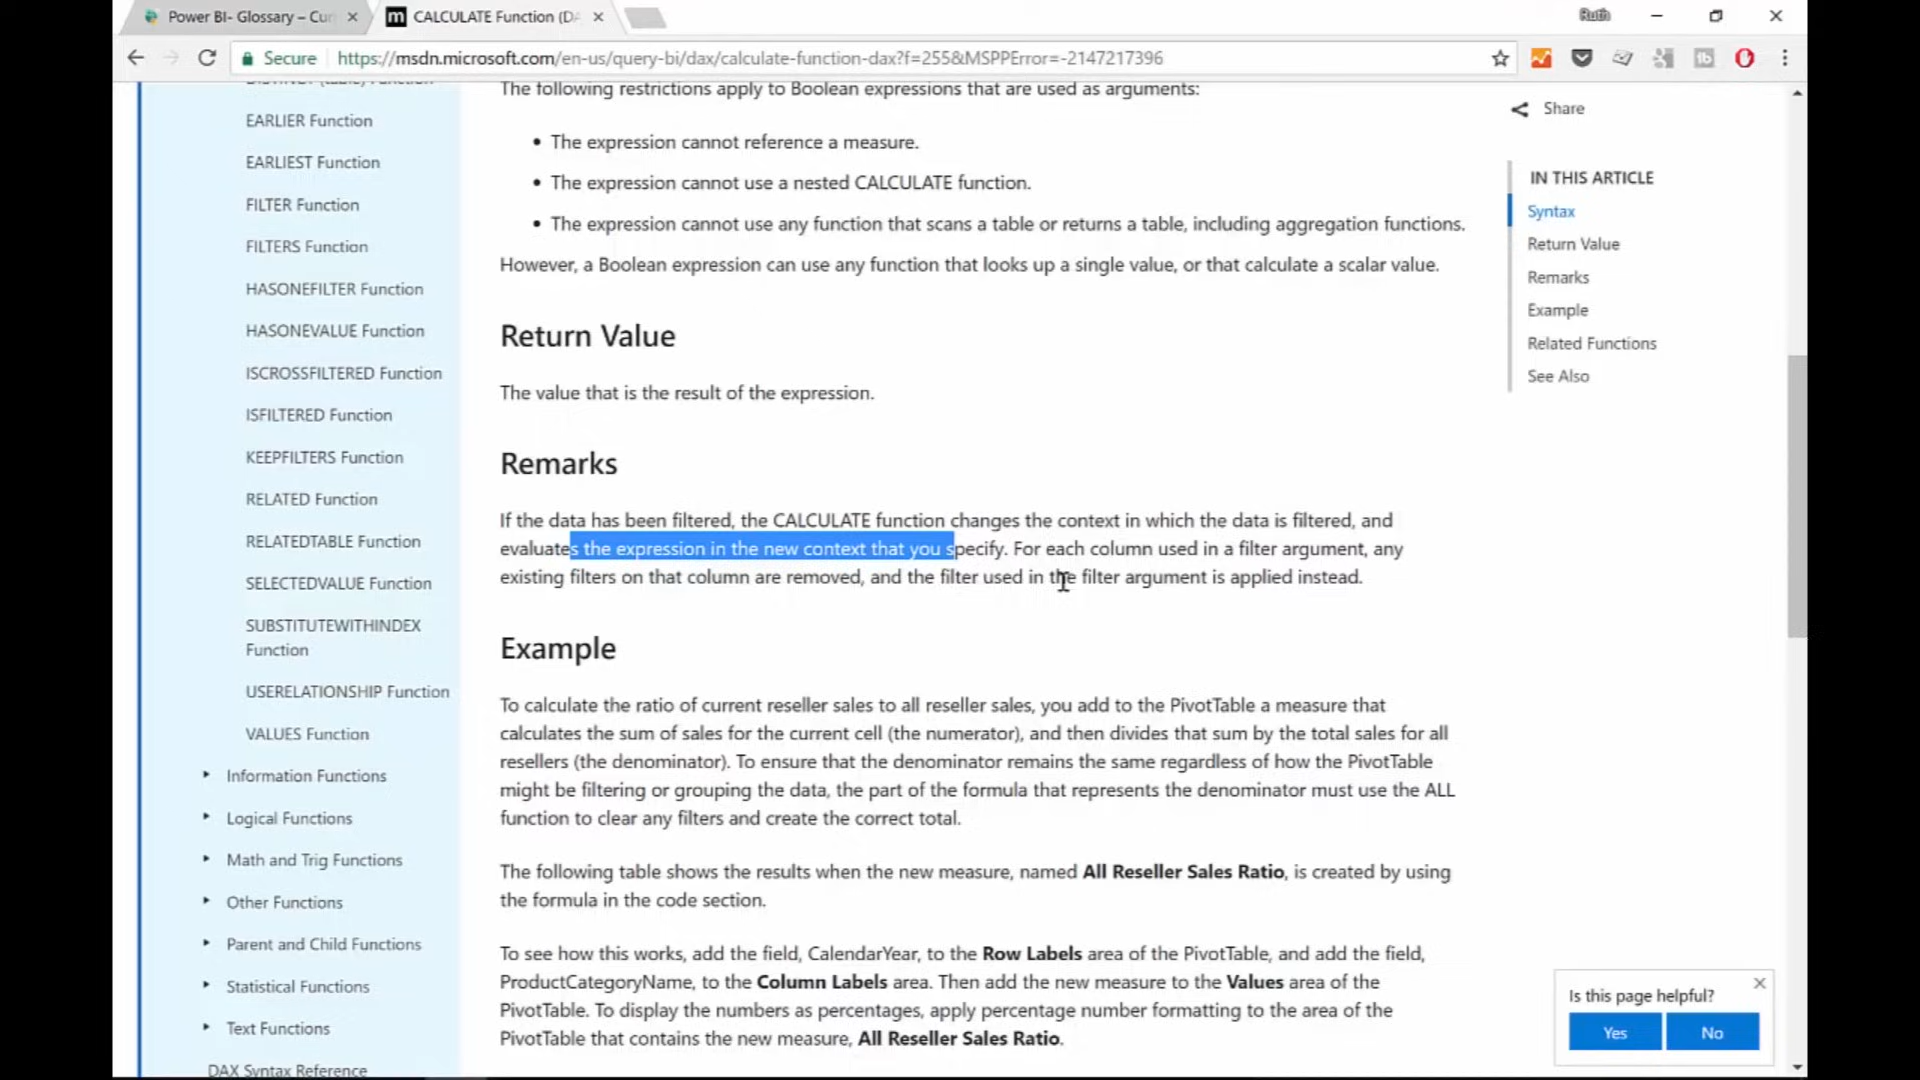 Power BI- Glossary – Cur
CALCULATE Function (DA
Ruth
Secure
https://msdn.microsoft.com/en-us/query-bi/dax/calculate-function-dax?f=255&MSPPError=-2147217396
EARLIER Function
EARLIEST Function
FILTER Function
FILTERS Function
HASONEFILTER Function
HASONEVALUE Function
ISCROSSFILTERED Function
ISFILTERED Function
KEEPFILTERS Function
RELATED Function
RELATEDTABLE Function
SELECTEDVALUE Function
SUBSTITUTEWITHINDEX
Function
USERELATIONSHIP Function
VALUES Function
Information Functions
Logical Functions
Math and Trig Functions
Other Functions
Parent and Child Functions
Statistical Functions
Text Functions
DAX Syntax Reference
The following restrictions apply to Boolean expressions that are used as arguments:
• The expression cannot reference a measure.
• The expression cannot use a nested CALCULATE function.
• The expression cannot use any function that scans a table or returns a table, including aggregation functions.
However, a Boolean expression can use any function that looks up a single value, or that calculate a scalar value.
Return Value
The value that is the result of the expression.
Remarks
If the data has been filtered, the CALCULATE function changes the context in which the data is filtered, and
evaluates the expression in the new context that you specify. For each column used in a filter argument, any
existing filters on that column are removed, and the filter used in the filter argument is applied instead.
Example
To calculate the ratio of current reseller sales to all reseller sales, you add to the PivotTable a measure that
calculates the sum of sales for the current cell (the numerator), and then divides that sum by the total sales for all
resellers (the denominator). To ensure that the denominator remains the same regardless of how the PivotTable
might be filtering or grouping the data, the part of the formula that represents the denominator must use the ALL
function to clear any filters and create the correct total.
The following table shows the results when the new measure, named All Reseller Sales Ratio, is created by using
the formula in the code section.
To see how this works, add the field, CalendarYear, to the Row Labels area of the PivotTable, and add the field,
ProductCategoryName, to the Column Labels area. Then add the new measure to the Values area of the
PivotTable. To display the numbers as percentages, apply percentage number formatting to the area of the
PivotTable that contains the new measure, All Reseller Sales Ratio.
Share
IN THIS ARTICLE
Syntax
Return Value
Remarks
Example
Related Functions
See Also
Is this page helpful?
Yes
No